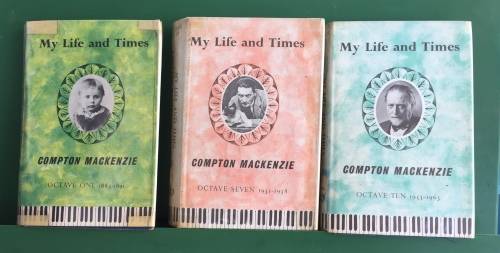 My Life and Times
COMPTON MACKENZIE
OCTAVE ONE 1883-1891
My Life and Times
COMPTON MACKENZIE
OCTAVE SEVEN 1931-1938
My Life and Times
COMPTON MACKENZIE
OCTAVE TEN 1953-1963